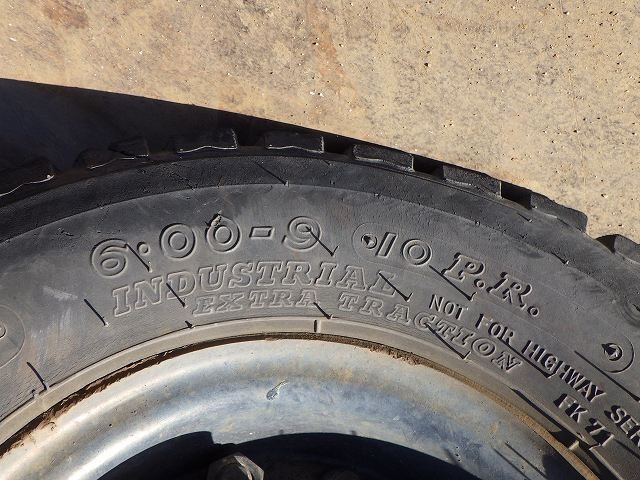 6:00-9 10 P.R.
INDUSTRIAL
EXTRA TRACTION
NOT FOR HIGHWAY SER
FK 71